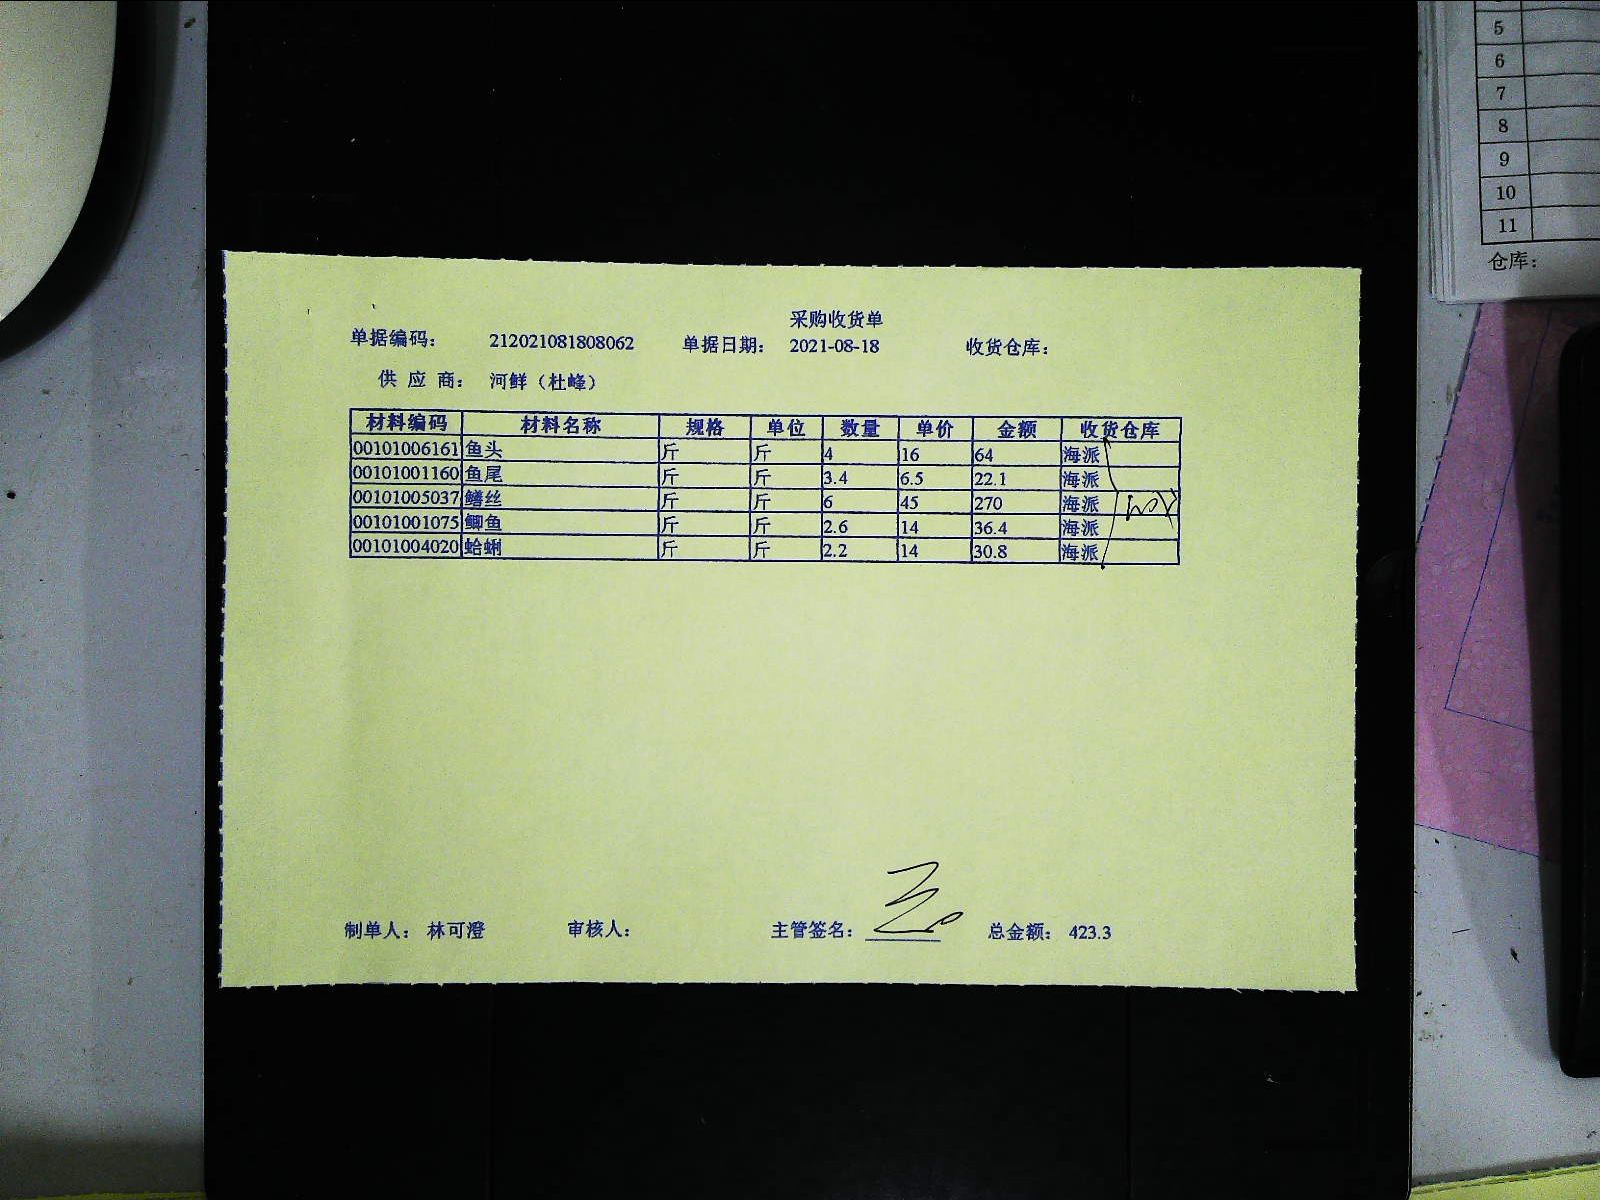 采购收货单
单据编码： 212021081808062 单据日期： 2021-08-18 收货仓库：
供 应 商： 河鲜（杜峰）
材料编码 材料名称 规格 单位 数量 单价 金额 收货仓库
00101006161 鱼头 斤 斤 4 16 64 海派
00101001160 鱼尾 斤 斤 3.4 6.5 22.1 海派
00101005037 鳝丝 斤 斤 6 45 270 海派
00101001075 鲫鱼 斤 斤 2.6 14 36.4 海派
00101004020 蛤蜊 斤 斤 2.2 14 30.8 海派
制单人： 林可澄 审核人： 主管签名： 总金额： 423.3
5
6
7
8
9
10
11
仓库：